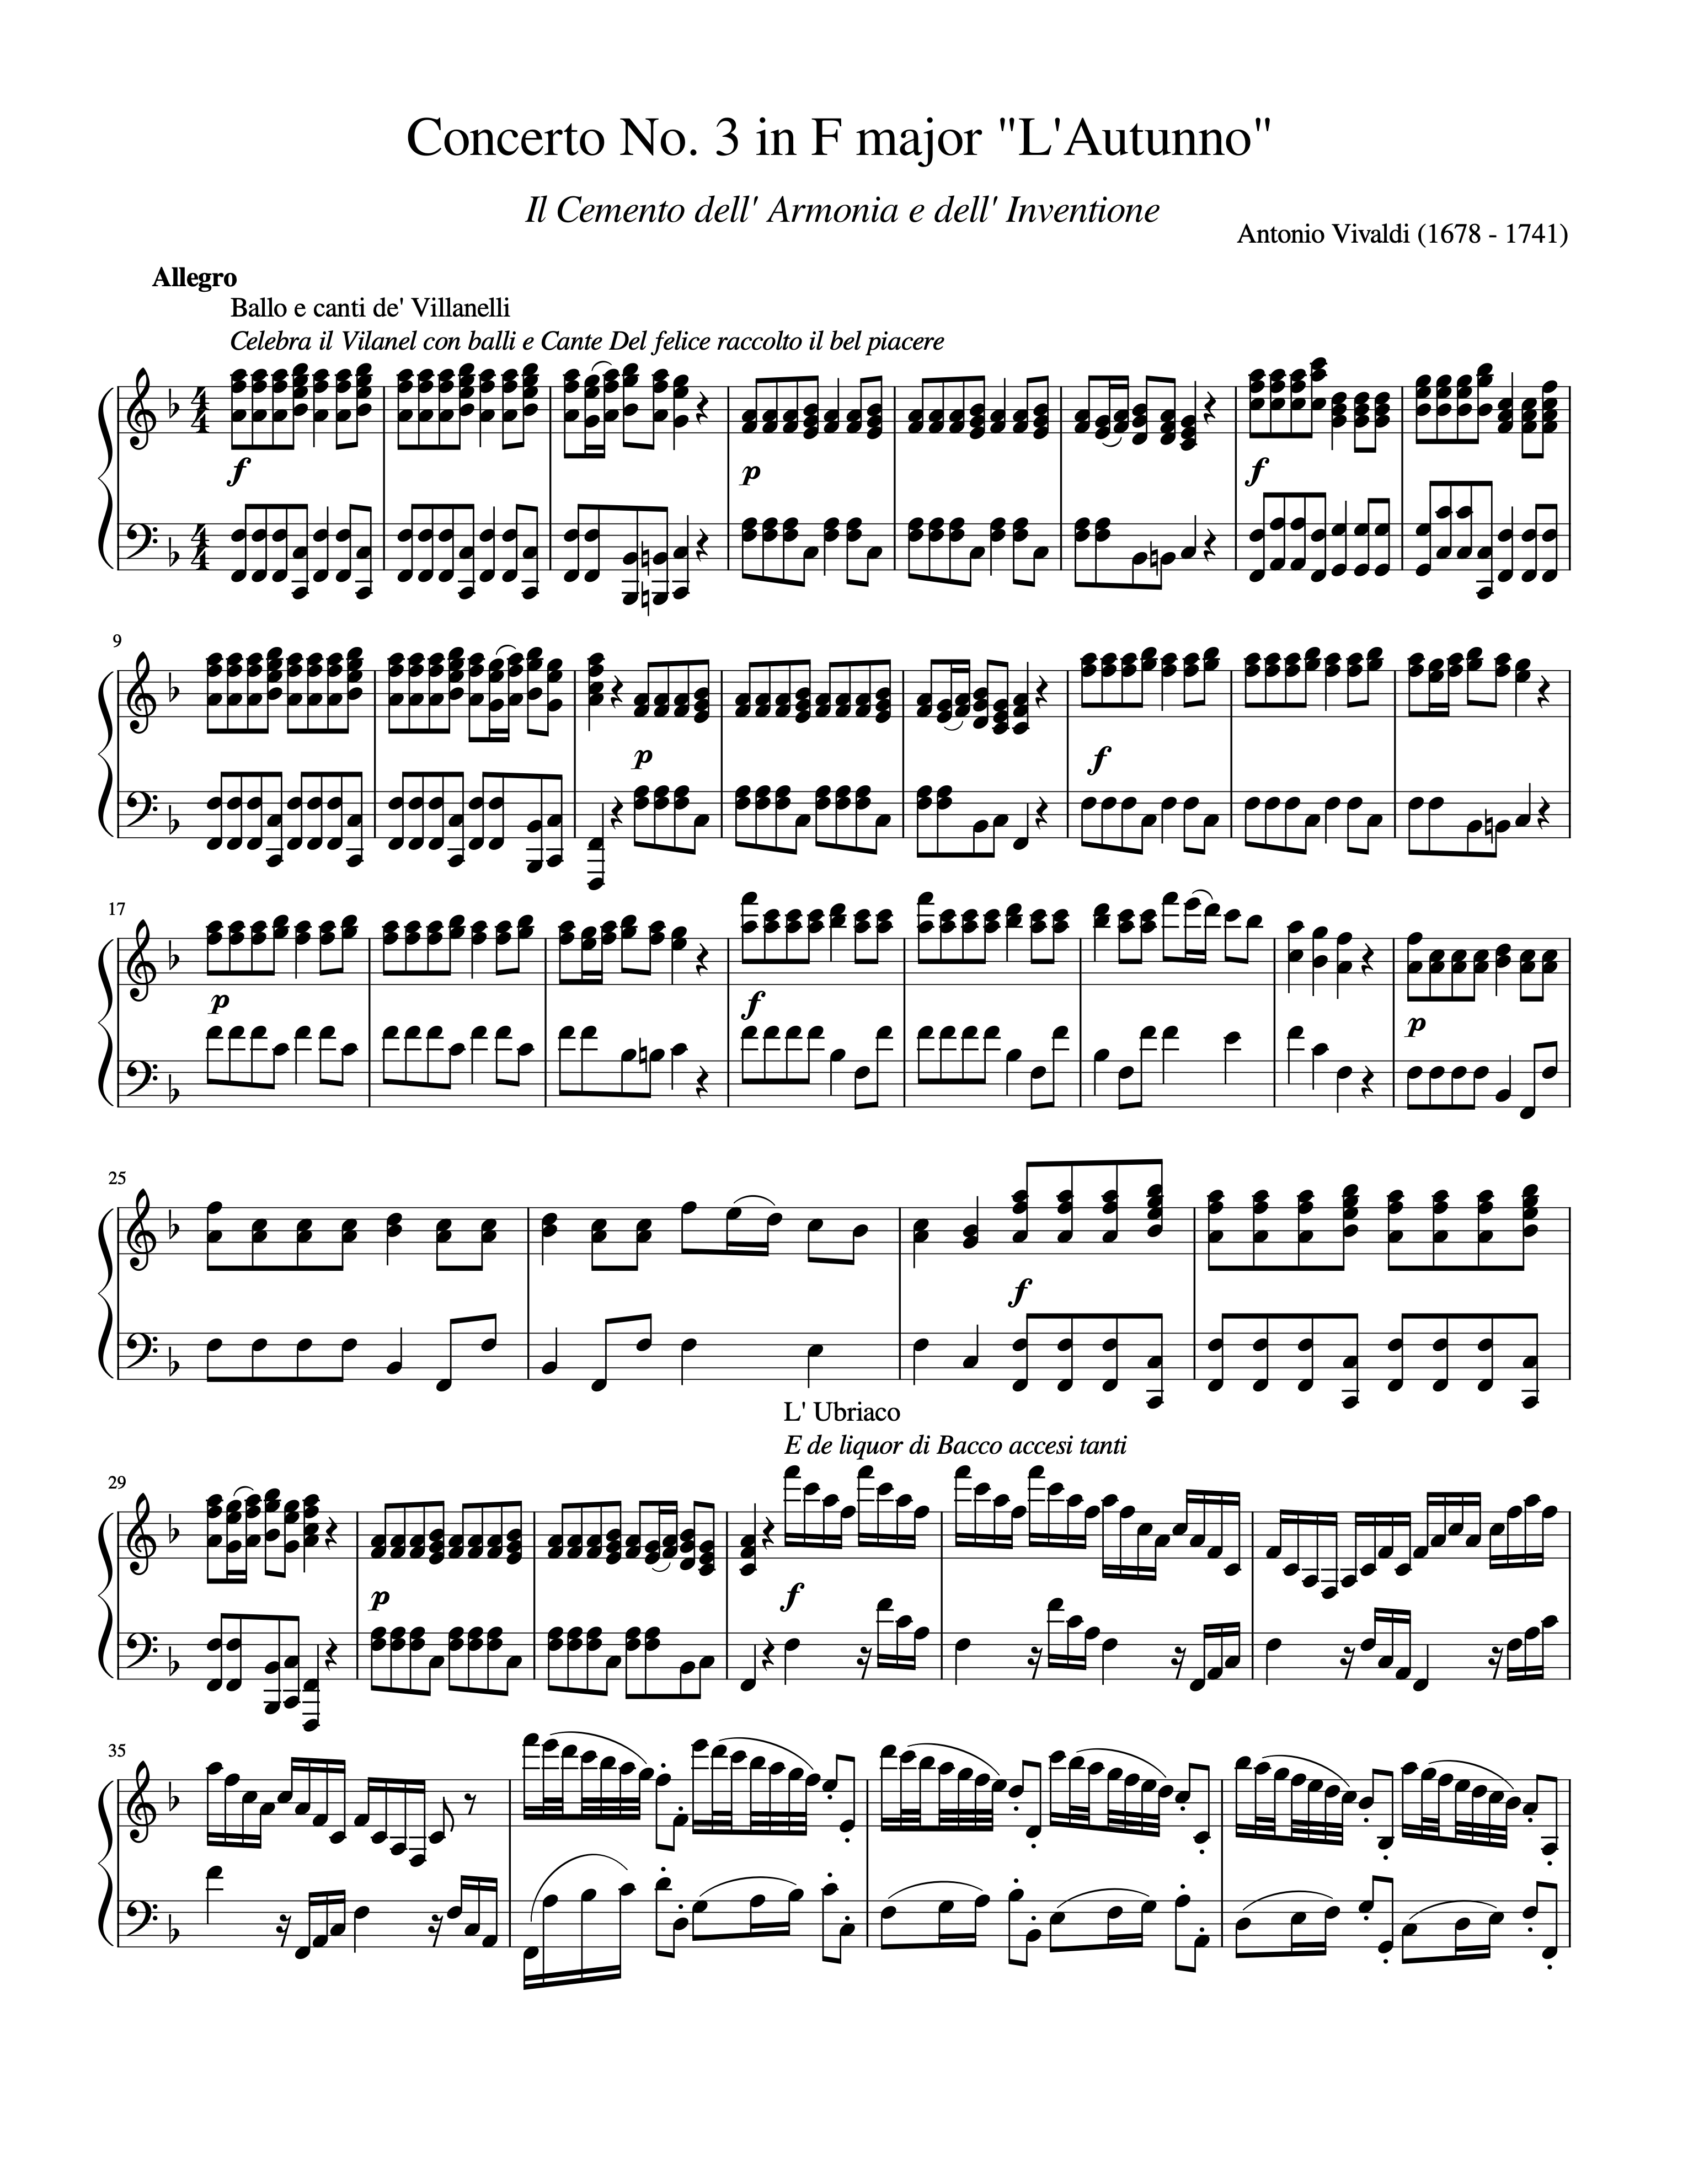 Concerto No. 3 in F major "L'Autunno"
Il Cemento dell' Armonia e dell' Inventione
Antonio Vivaldi (1678 - 1741)
Allegro
Ballo e canti de' Villanelli
Celebra il Vilanel con balli e Cante Del felice raccolto il bel piacere
4 4
f p f
4 4
9
p f
17
p f p
25
f
L' Ubriaco
E de liquor di Bacco accesi tanti
29
p f
35